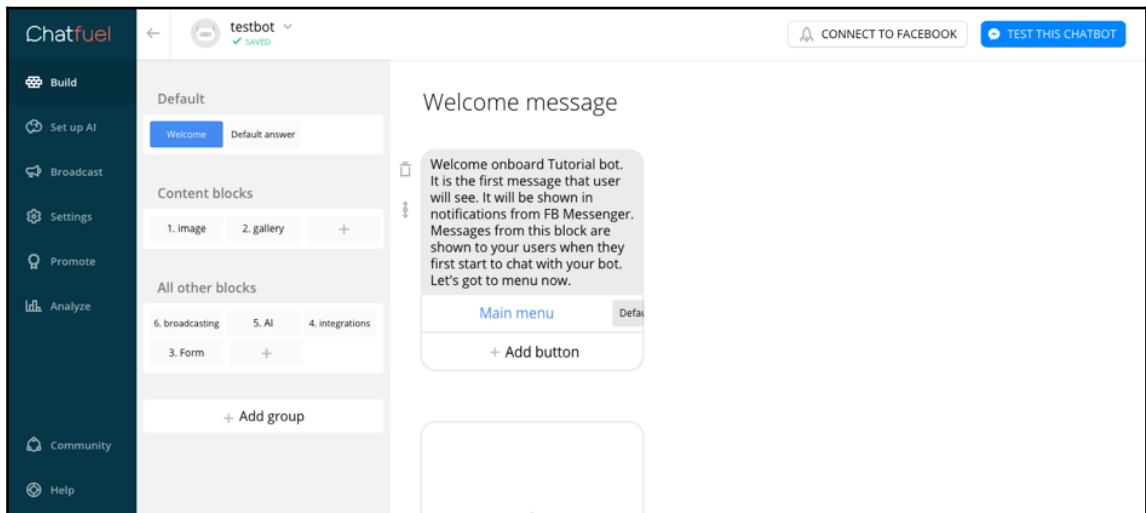 Chatfuel
testbot
SAVED
CONNECT TO FACEBOOK
TEST THIS CHATBOT
Build
Set up AI
Broadcast
Settings
Promote
Analyze
Community
Help
Default
Welcome
Default answer
Content blocks
1. image
2. gallery
+
All other blocks
6. broadcasting
5. AI
4. integrations
3. Form
+
+ Add group
Welcome message
Welcome onboard Tutorial bot.
It is the first message that user
will see. It will be shown in
notifications from FB Messenger.
Messages from this block are
shown to your users when they
first start to chat with your bot.
Let's got to menu now.
Main menu
Defau
+ Add button